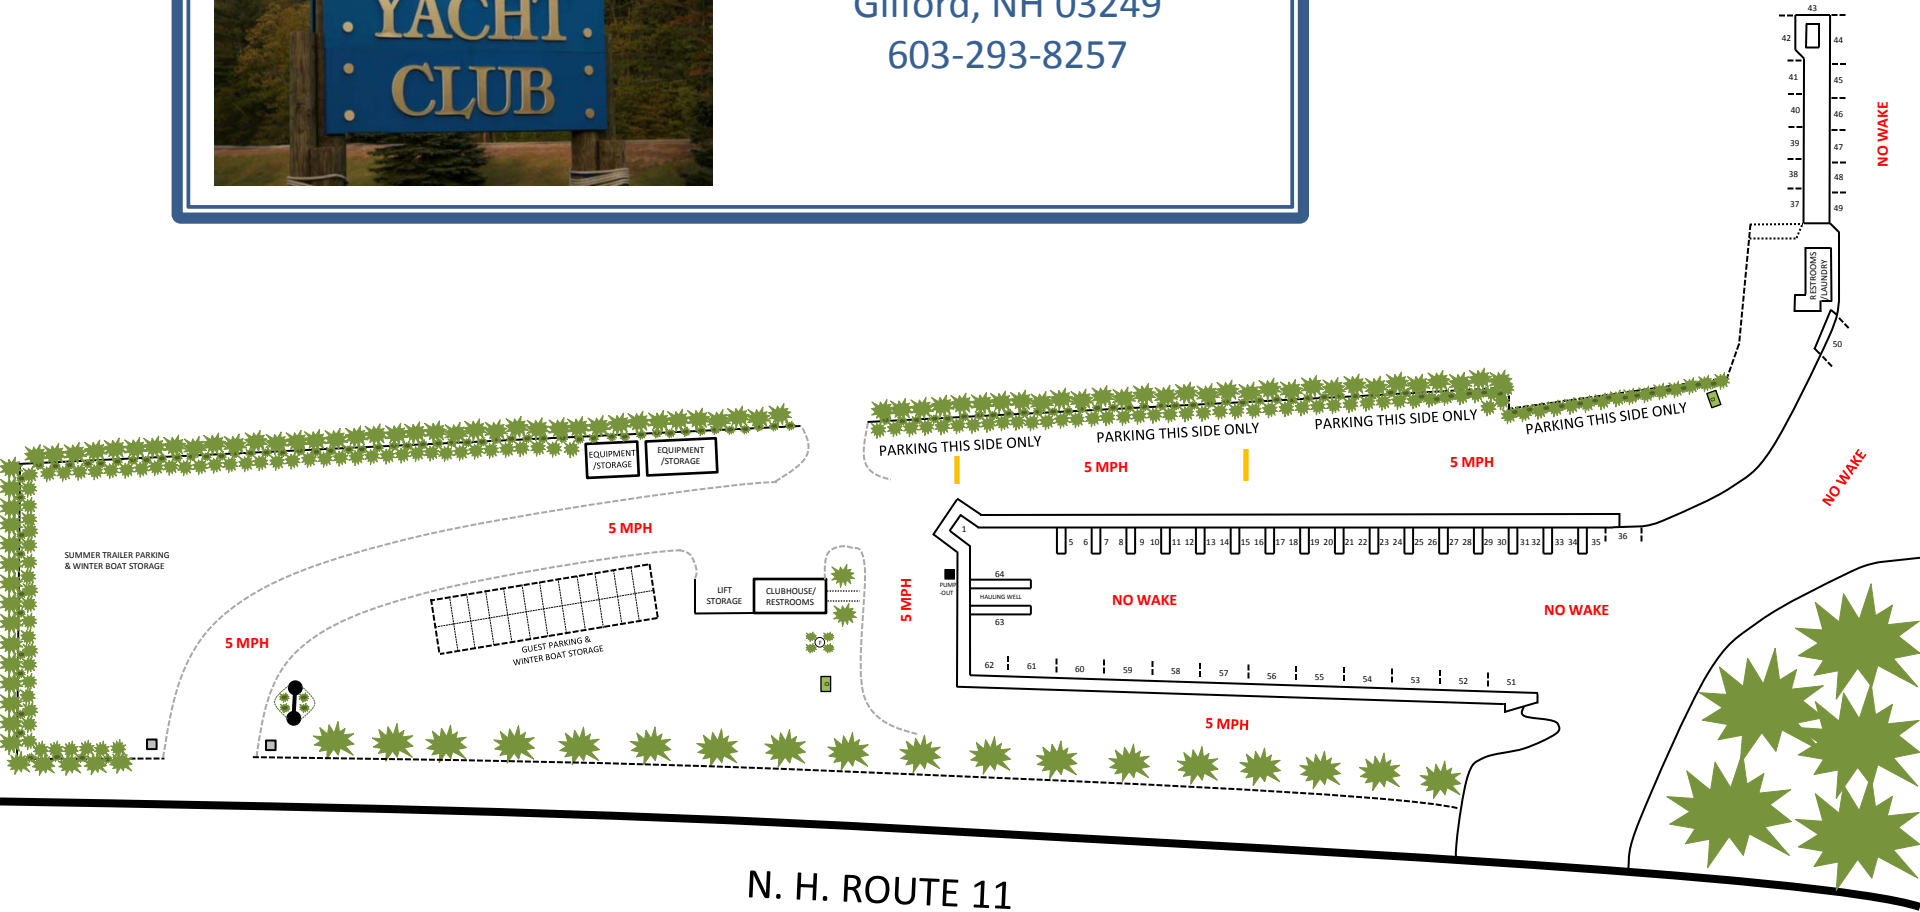 YACHT
CLUB
Gilford, NH 03249
603-293-8257
43
42
44
41
45
40
46
39
47
38
48
37
49
NO WAKE
RESTROOMS
/LAUNDRY
50
NO WAKE
PARKING THIS SIDE ONLY
PARKING THIS SIDE ONLY
PARKING THIS SIDE ONLY
PARKING THIS SIDE ONLY
EQUIPMENT
/STORAGE
EQUIPMENT
/STORAGE
5 MPH
5 MPH
5 MPH
SUMMER TRAILER PARKING
& WINTER BOAT STORAGE
1
5 6 7 8 9 10 11 12 13 14 15 16 17 18 19 20 21 22 23 24 25 26 27 28 29 30 31 32 33 34 35 36
LIFT
STORAGE
CLUBHOUSE/
RESTROOMS
5 MPH
PUMP
-OUT
64
HAULING WELL
63
NO WAKE
NO WAKE
5 MPH
GUEST PARKING &
WINTER BOAT STORAGE
62 61 60 59 58 57 56 55 54 53 52 51
5 MPH
N. H. ROUTE 11